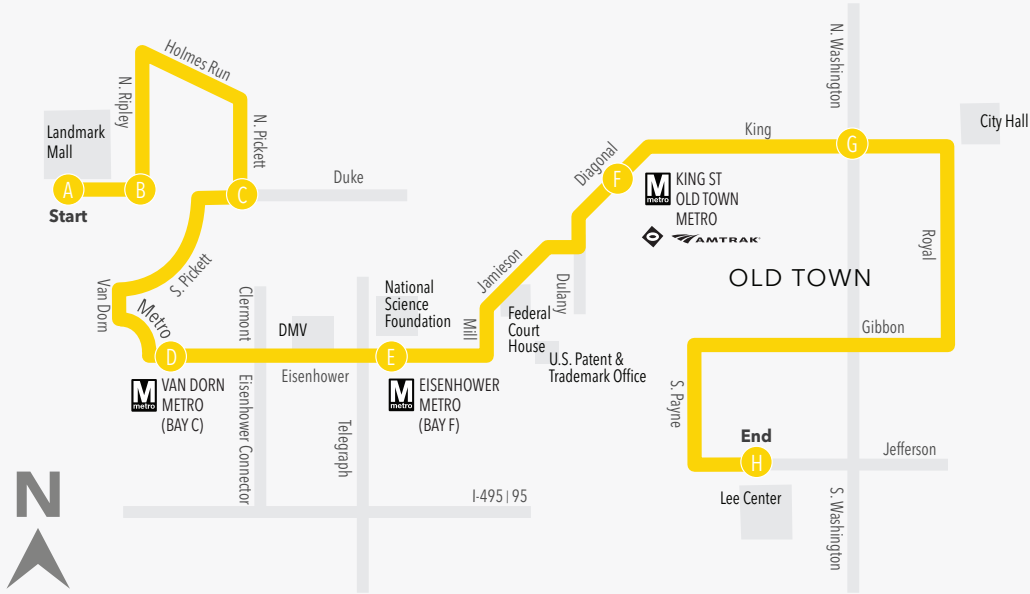 Holmes Run
N. Ripley
N. Pickett
Landmark
Mall
A
Start
B
C
Duke
S. Pickett
Van Dorn
Metro
D
M
metro
VAN DORN
METRO
(BAY C)
Clermont
DMV
Eisenhower
Eisenhower Connector
Telegraph
National
Science
Foundation
E
M
metro
EISENHOWER
METRO
(BAY F)
Mill
Jamieson
Federal
Court
House
Dulany
U.S. Patent &
Trademark Office
Diagonal
F
M
metro
KING ST
OLD TOWN
METRO
AMTRAK
King
N. Washington
G
City Hall
Royal
OLD TOWN
Gibbon
S. Payne
End
H
Jefferson
Lee Center
S. Washington
I-495 | 95
N